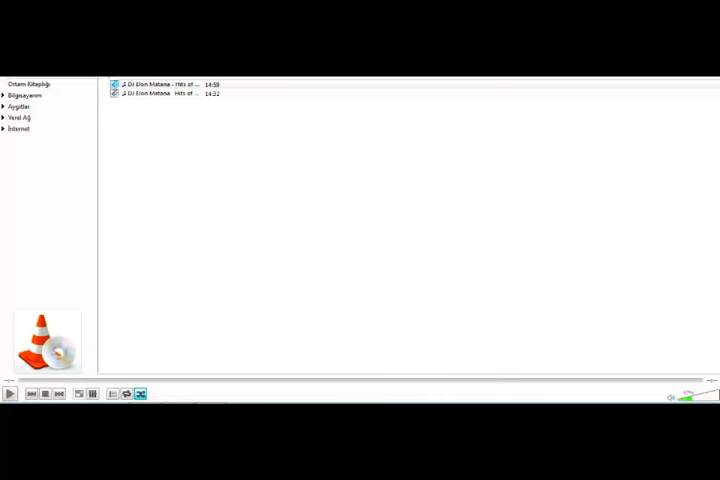 Ortam Kitaplığı
Bilgisayarım
Aygıtlar
Yerel Ağ
İnternet
DJ Elon Matana - Hits of ... 14:59
DJ Elon Matana Hits of ... 14:32
--:--
--:--